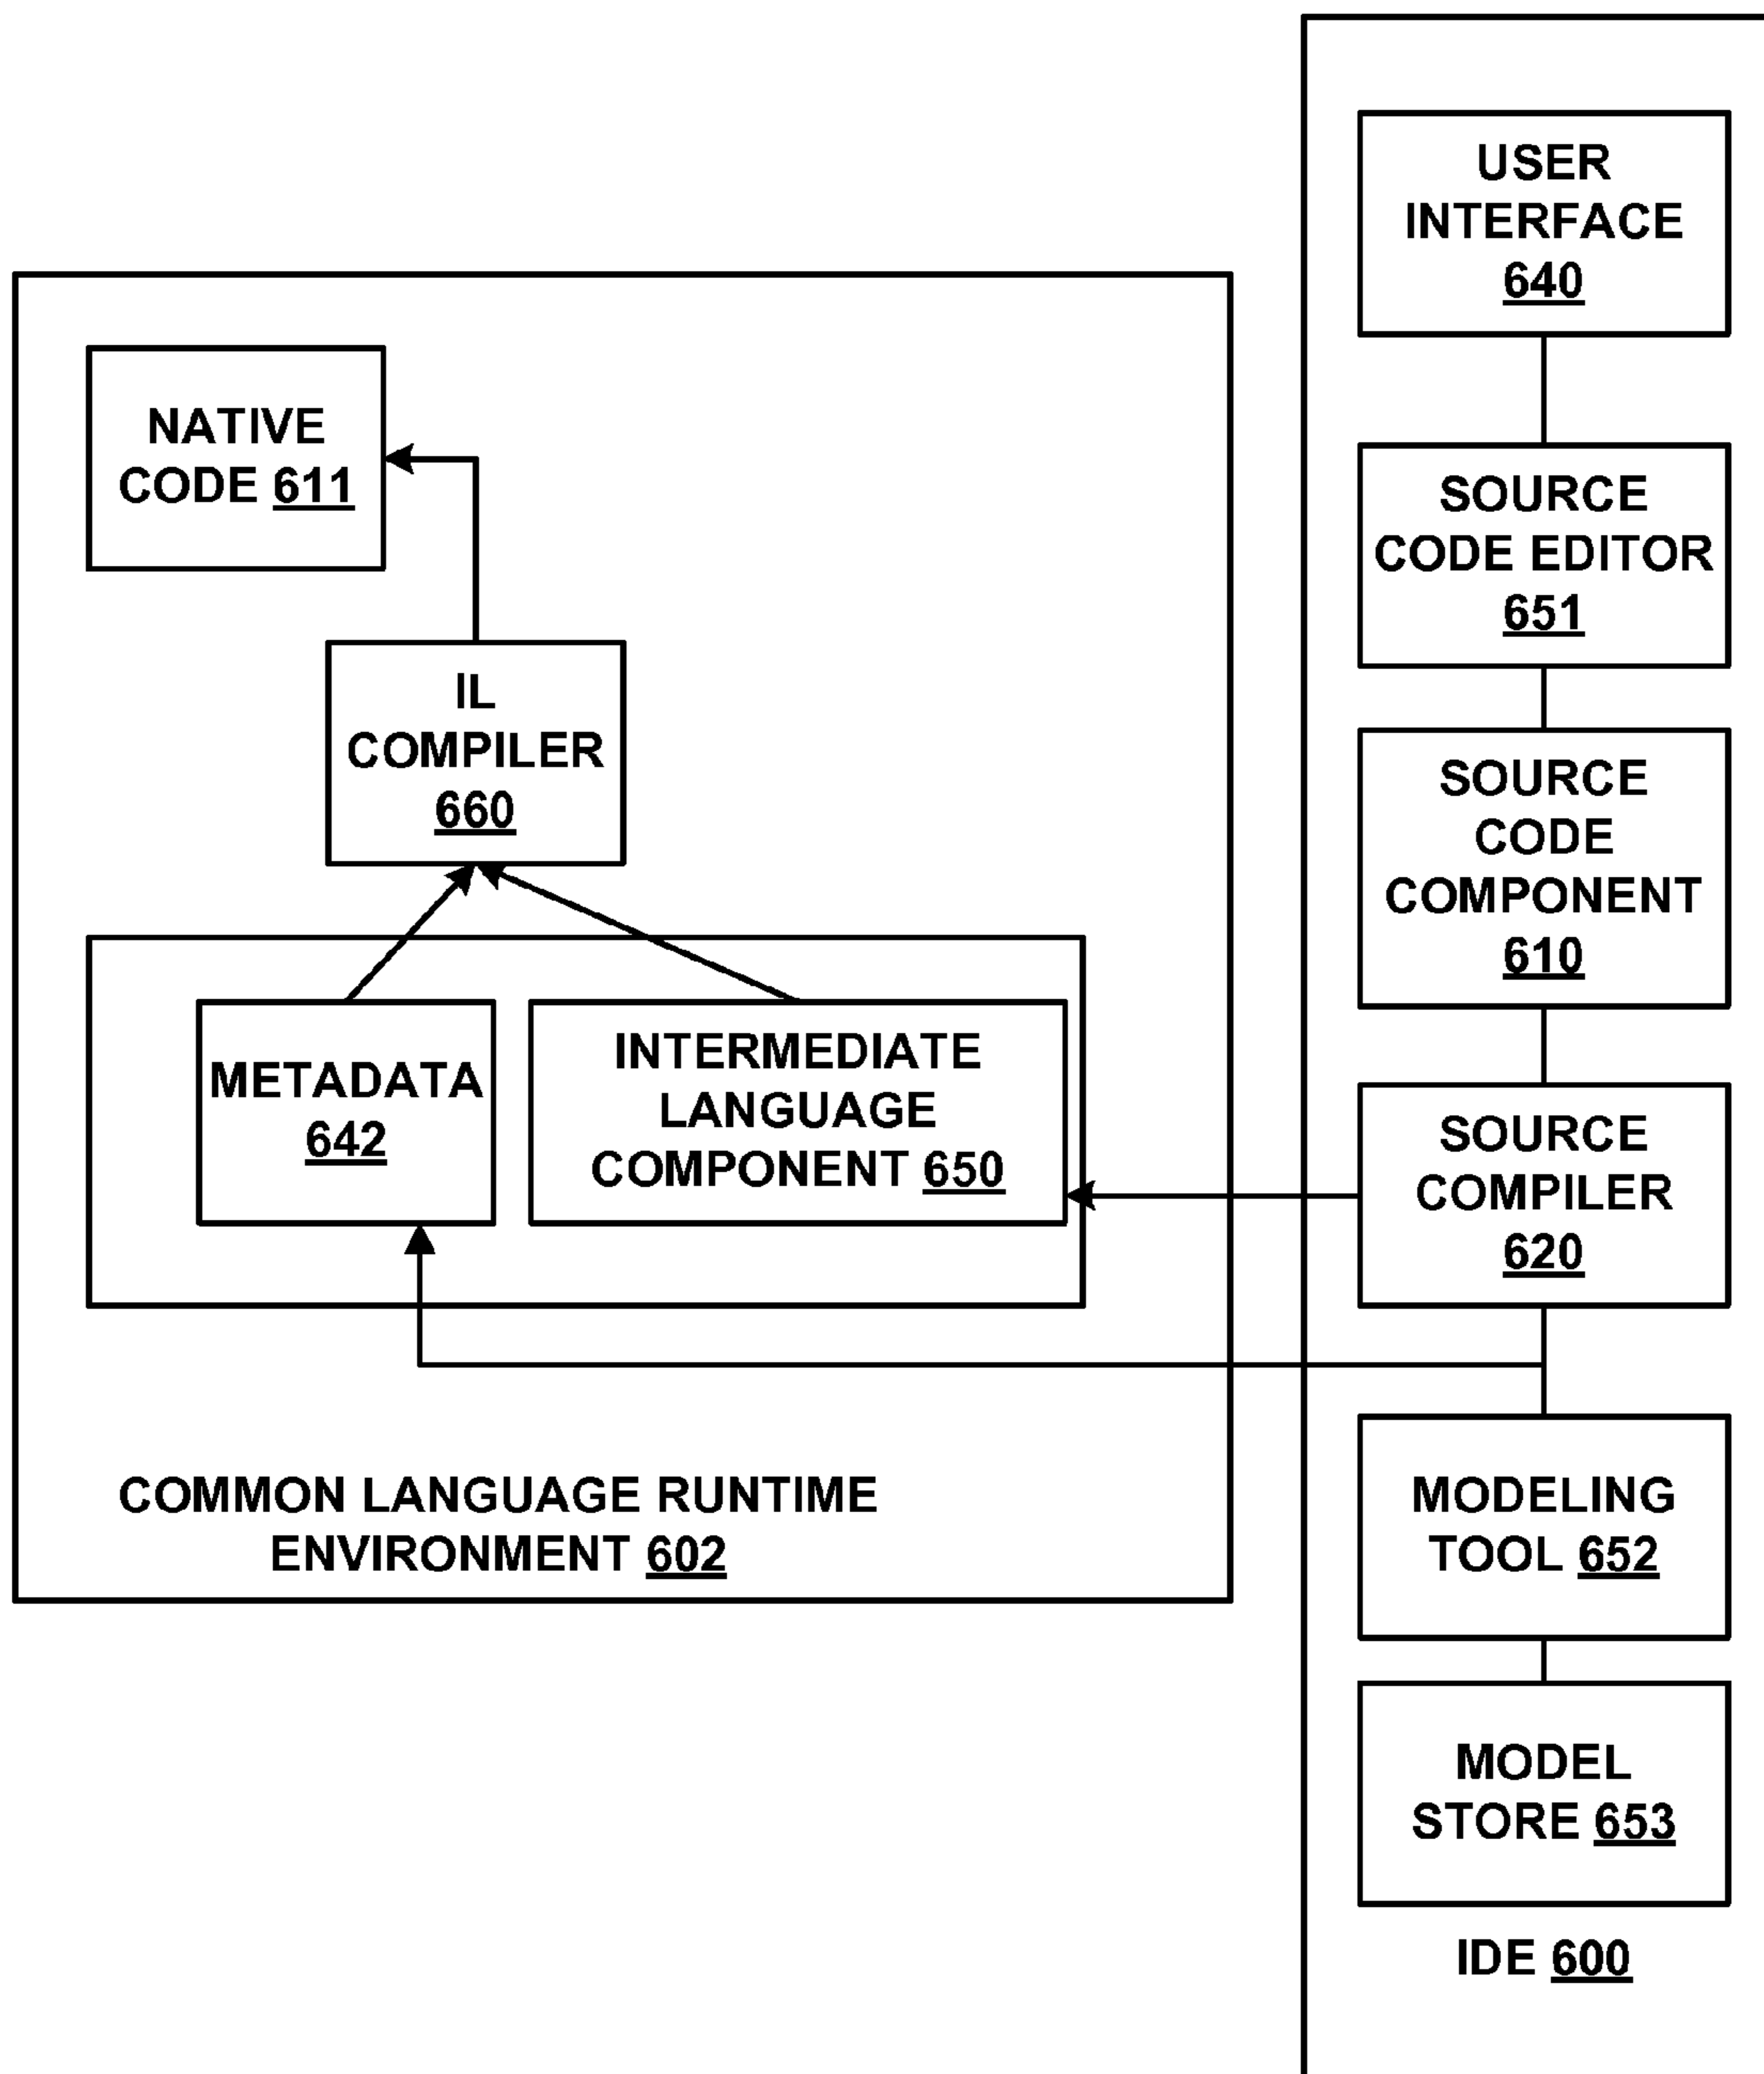 USER
INTERFACE
640
NATIVE
CODE 611
SOURCE
CODE EDITOR
651
IL
COMPILER
660
SOURCE
CODE
COMPONENT
610
METADATA
642
INTERMEDIATE
LANGUAGE
COMPONENT 650
SOURCE
COMPILER
620
COMMON LANGUAGE RUNTIME
ENVIRONMENT 602
MODELING
TOOL 652
MODEL
STORE 653
IDE 600